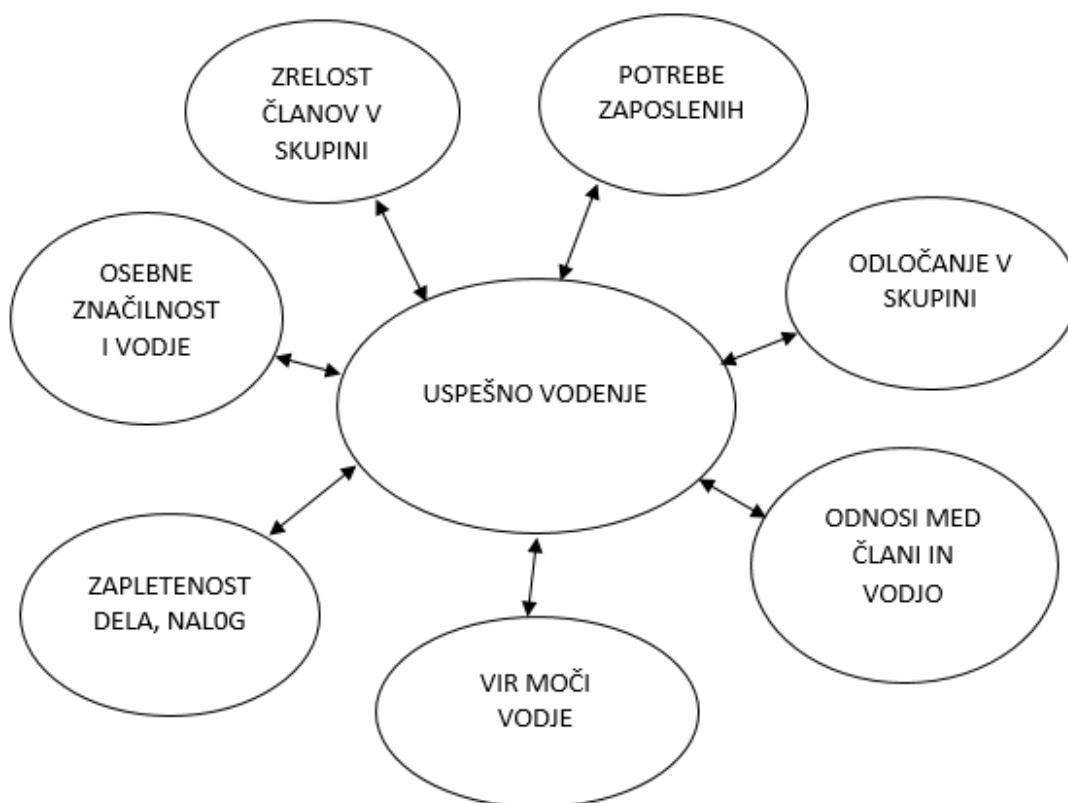 ZRELOST
ČLANOV V
SKUPINI
POTREBE
ZAPOSLENIH
OSEBNE
ZNAČILNOST
I VODJE
ODLOČANJE V
SKUPINI
USPEŠNO VODENJE
ZAPLETENOST
DELA, NAL0G
ODNOSI MED
ČLANI IN
VODJO
VIR MOČI
VODJE